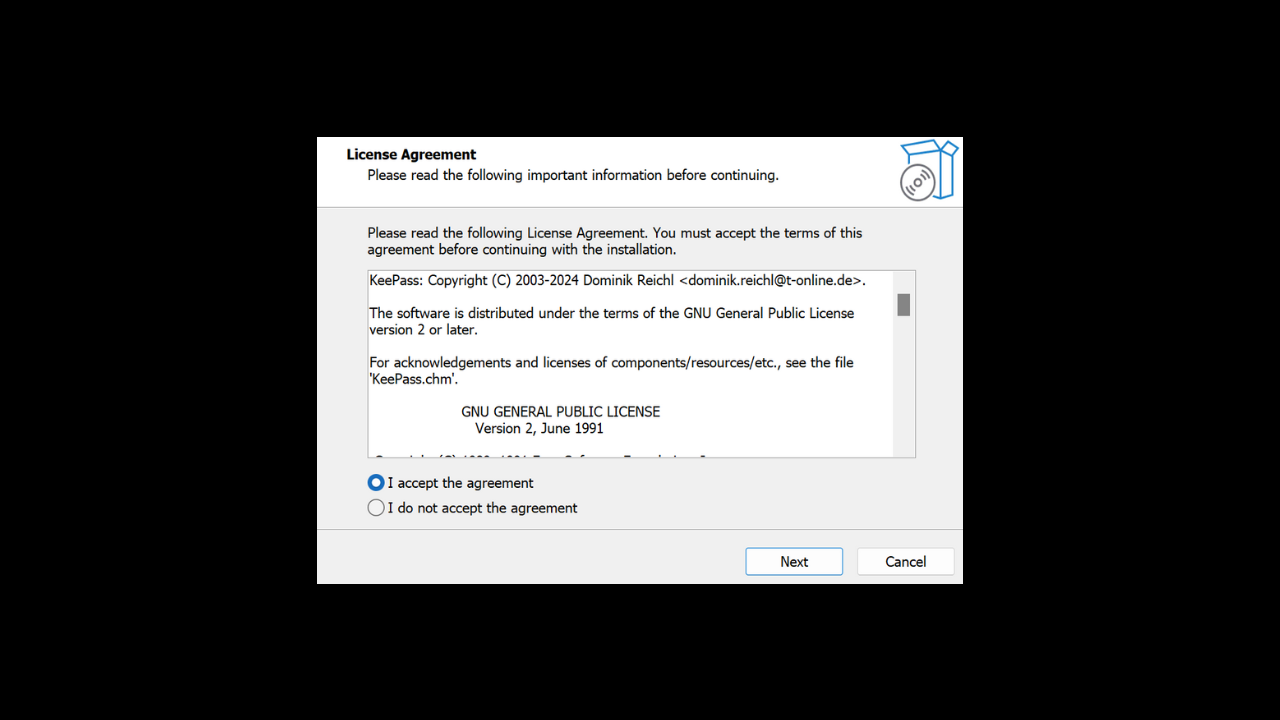 License Agreement
Please read the following important information before continuing.
Please read the following License Agreement. You must accept the terms of this
agreement before continuing with the installation.
KeePass: Copyright (C) 2003-2024 Dominik Reichl <dominik.reichl@t-online.de>.
The software is distributed under the terms of the GNU General Public License
version 2 or later.
For acknowledgements and licenses of components/resources/etc., see the file
'KeePass.chm'.
GNU GENERAL PUBLIC LICENSE
Version 2, June 1991
I accept the agreement
I do not accept the agreement
Next
Cancel